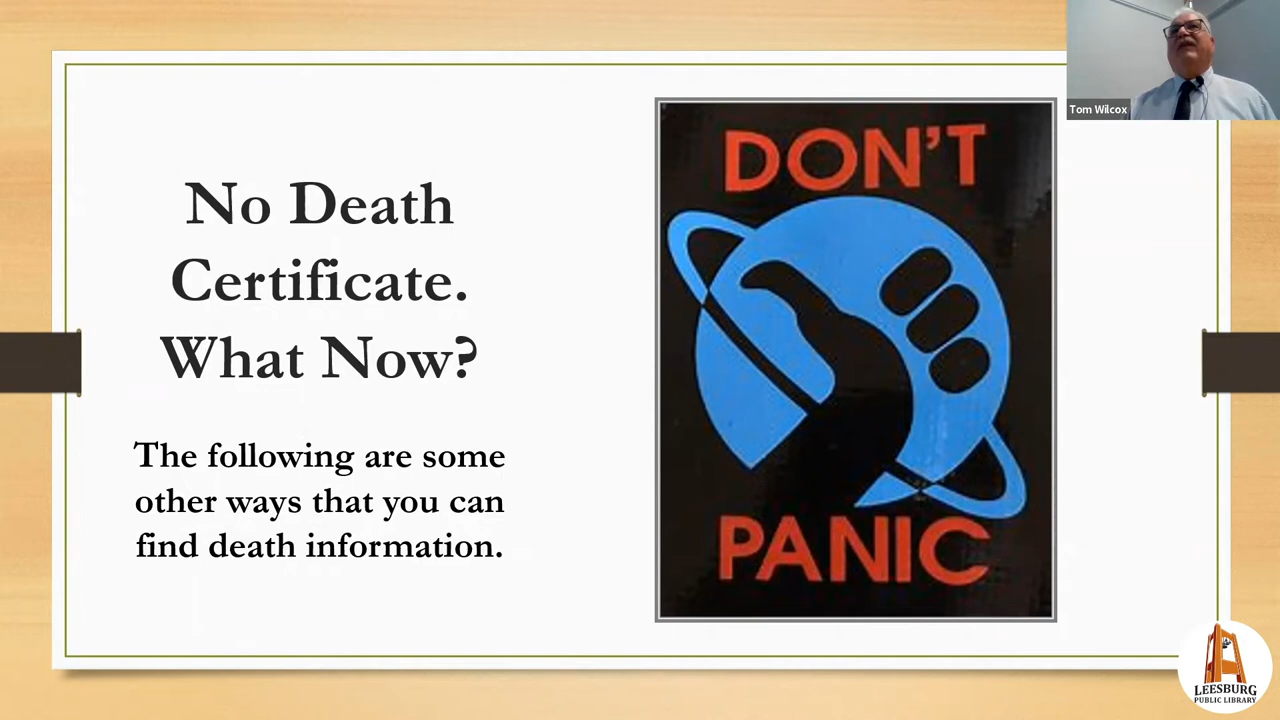 No Death
Certificate.
What Now?
The following are some
other ways that you can
find death information.
DON'T
PANIC
Tom Wilcox
LEESBURG
PUBLIC LIBRARY